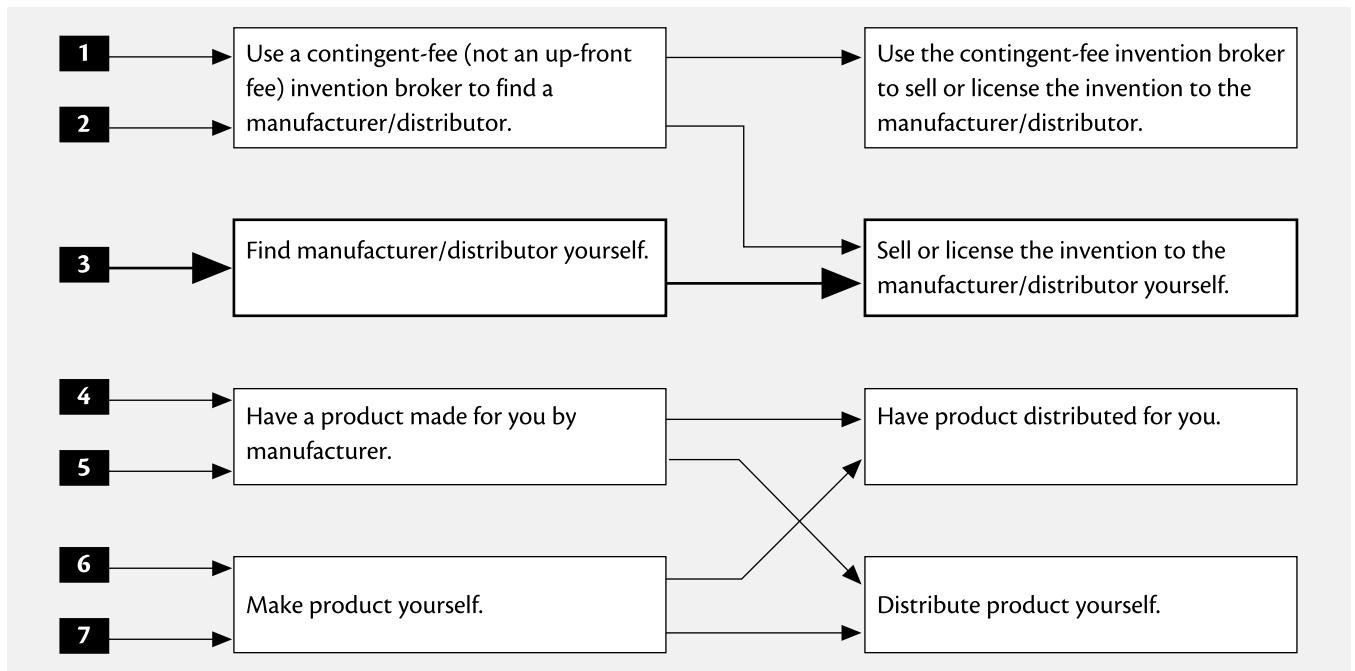 1
Use a contingent-fee (not an up-front
fee) invention broker to find a
manufacturer/distributor.
2
Use the contingent-fee invention broker
to sell or license the invention to the
manufacturer/distributor.
3
Find manufacturer/distributor yourself.
Sell or license the invention to the
manufacturer/distributor yourself.
4
Have a product made for you by
manufacturer.
5
Have product distributed for you.
6
Make product yourself.
7
Distribute product yourself.